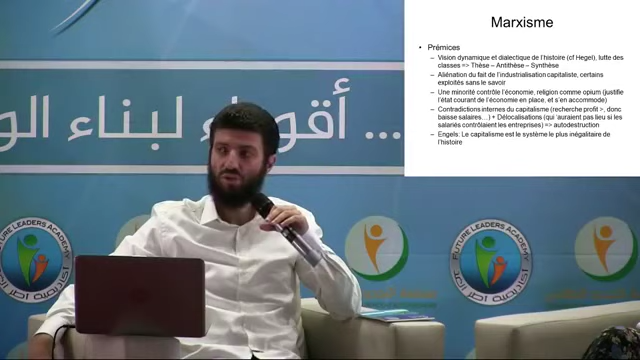 Marxisme
• Prémices
– Vision dynamique et dialectique de l'histoire (cf Hegel), lutte des
classes => Thèse – Antithèse – Synthèse
– Aliénation du fait de l'industrialisation capitaliste, certains
exploités sans le savoir
– Une minorité contrôle l'économie, religion comme opium (justifie
l'état courant de l'économie en place, et s'en accommode)
– Contradictions internes du capitalisme (recherche profit >, donc
baisse salaires…) + Délocalisations (qui 'auraient pas lieu si les
salariés contrôlaient les entreprises) => autodestruction
– Engels: Le capitalisme est le système le plus inégalitaire de
l'histoire
... أقوياء لبناء
FUTURE LEADERS ACADEMY
FUTURE LEADERS ACADEMY